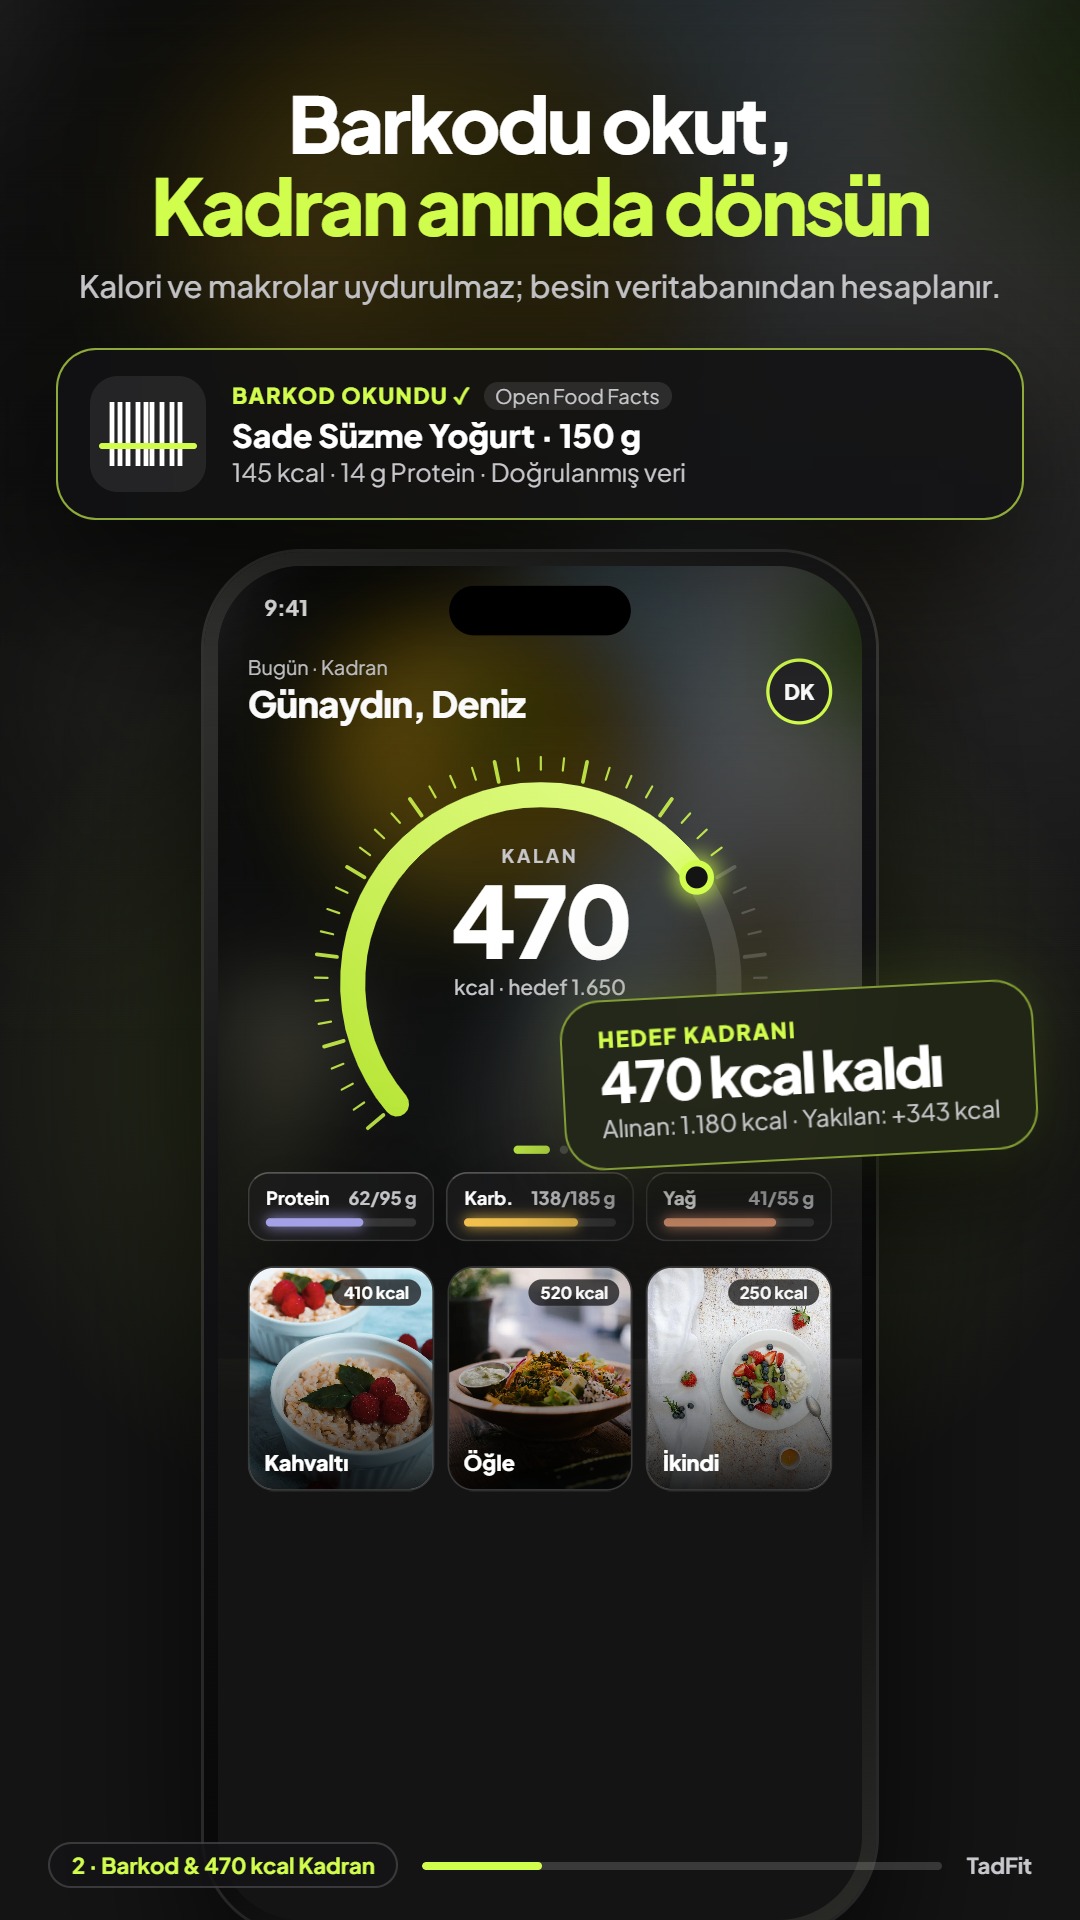 Barkodu okut,
Kadran anında dönsün
Kalori ve makrolar uydurulmaz; besin veritabanından hesaplanır.
BARKOD OKUNDU ✓ Open Food Facts
Sade Süzme Yoğurt · 150 g
145 kcal · 14 g Protein · Doğrulanmış veri
9:41
Bugün · Kadran
Günaydın, Deniz
DK
KALAN
470
kcal · hedef 1.650
HEDEF KADRANI
470 kcal kaldı
Alınan: 1.180 kcal · Yakılan: +343 kcal
Protein 62/95 g
Karb. 138/185 g
Yağ 41/55 g
410 kcal
Kahvaltı
520 kcal
Öğle
250 kcal
İkindi
2 · Barkod & 470 kcal Kadran
TadFit